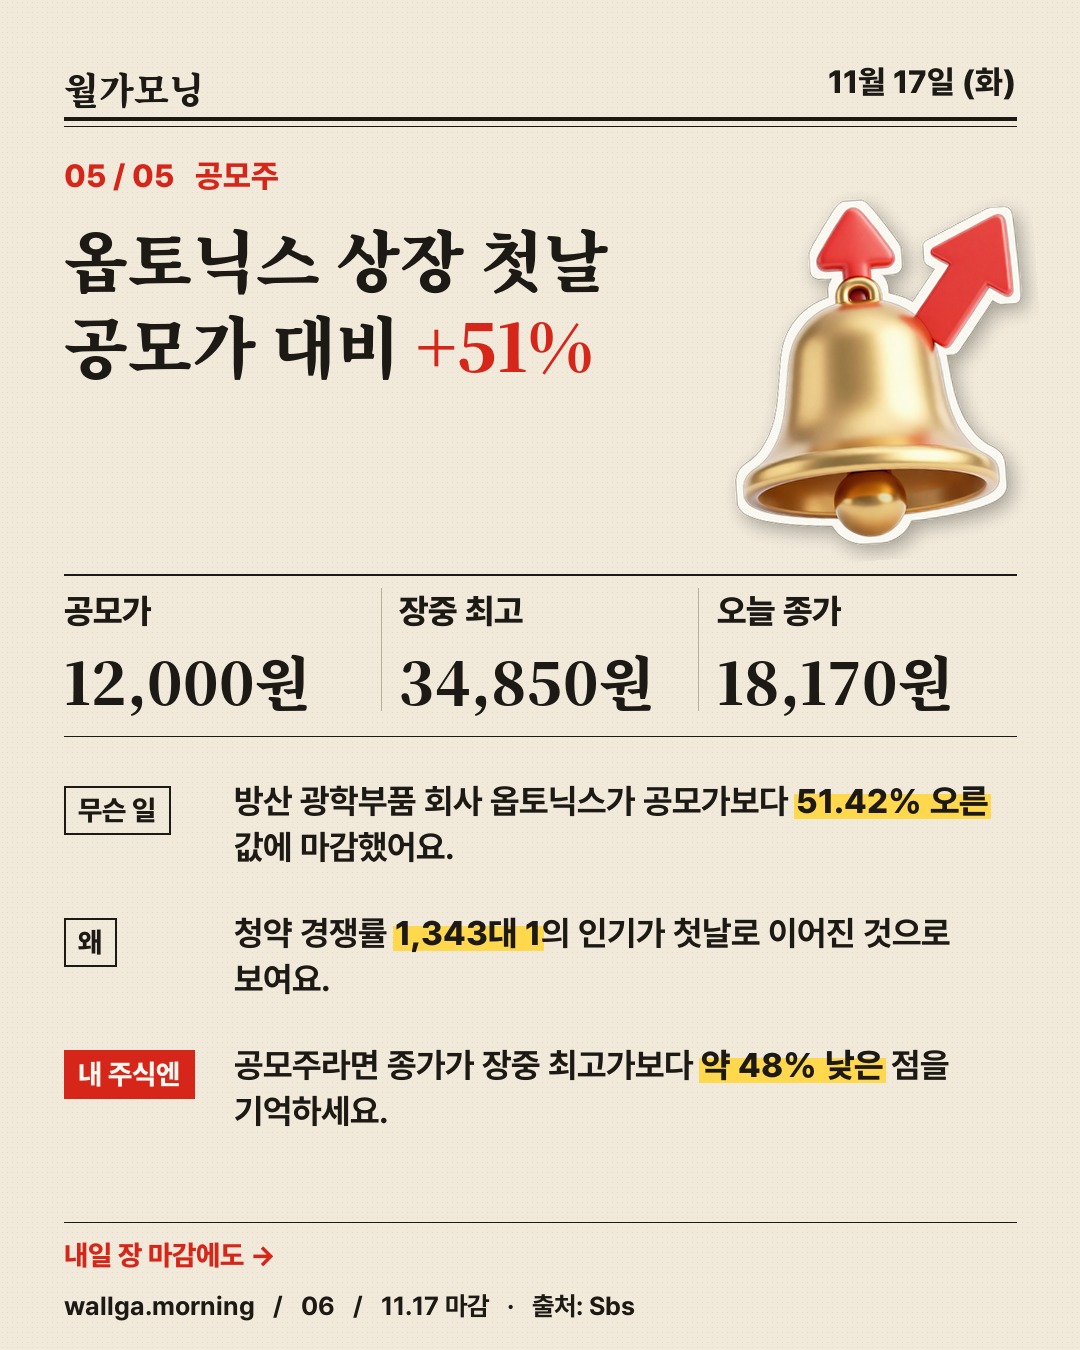 월가모닝
11월 17일 (화)
05 / 05 공모주
옵토닉스 상장 첫날
공모가 대비 +51%
공모가
12,000원
장중 최고
34,850원
오늘 종가
18,170원
무슨 일
방산 광학부품 회사 옵토닉스가 공모가보다 51.42% 오른
값에 마감했어요.
왜
청약 경쟁률 1,343대 1의 인기가 첫날로 이어진 것으로
보여요.
내 주식엔
공모주라면 종가가 장중 최고가보다 약 48% 낮은 점을
기억하세요.
내일 장 마감에도 →
wallga.morning / 06 / 11.17 마감 · 출처: Sbs